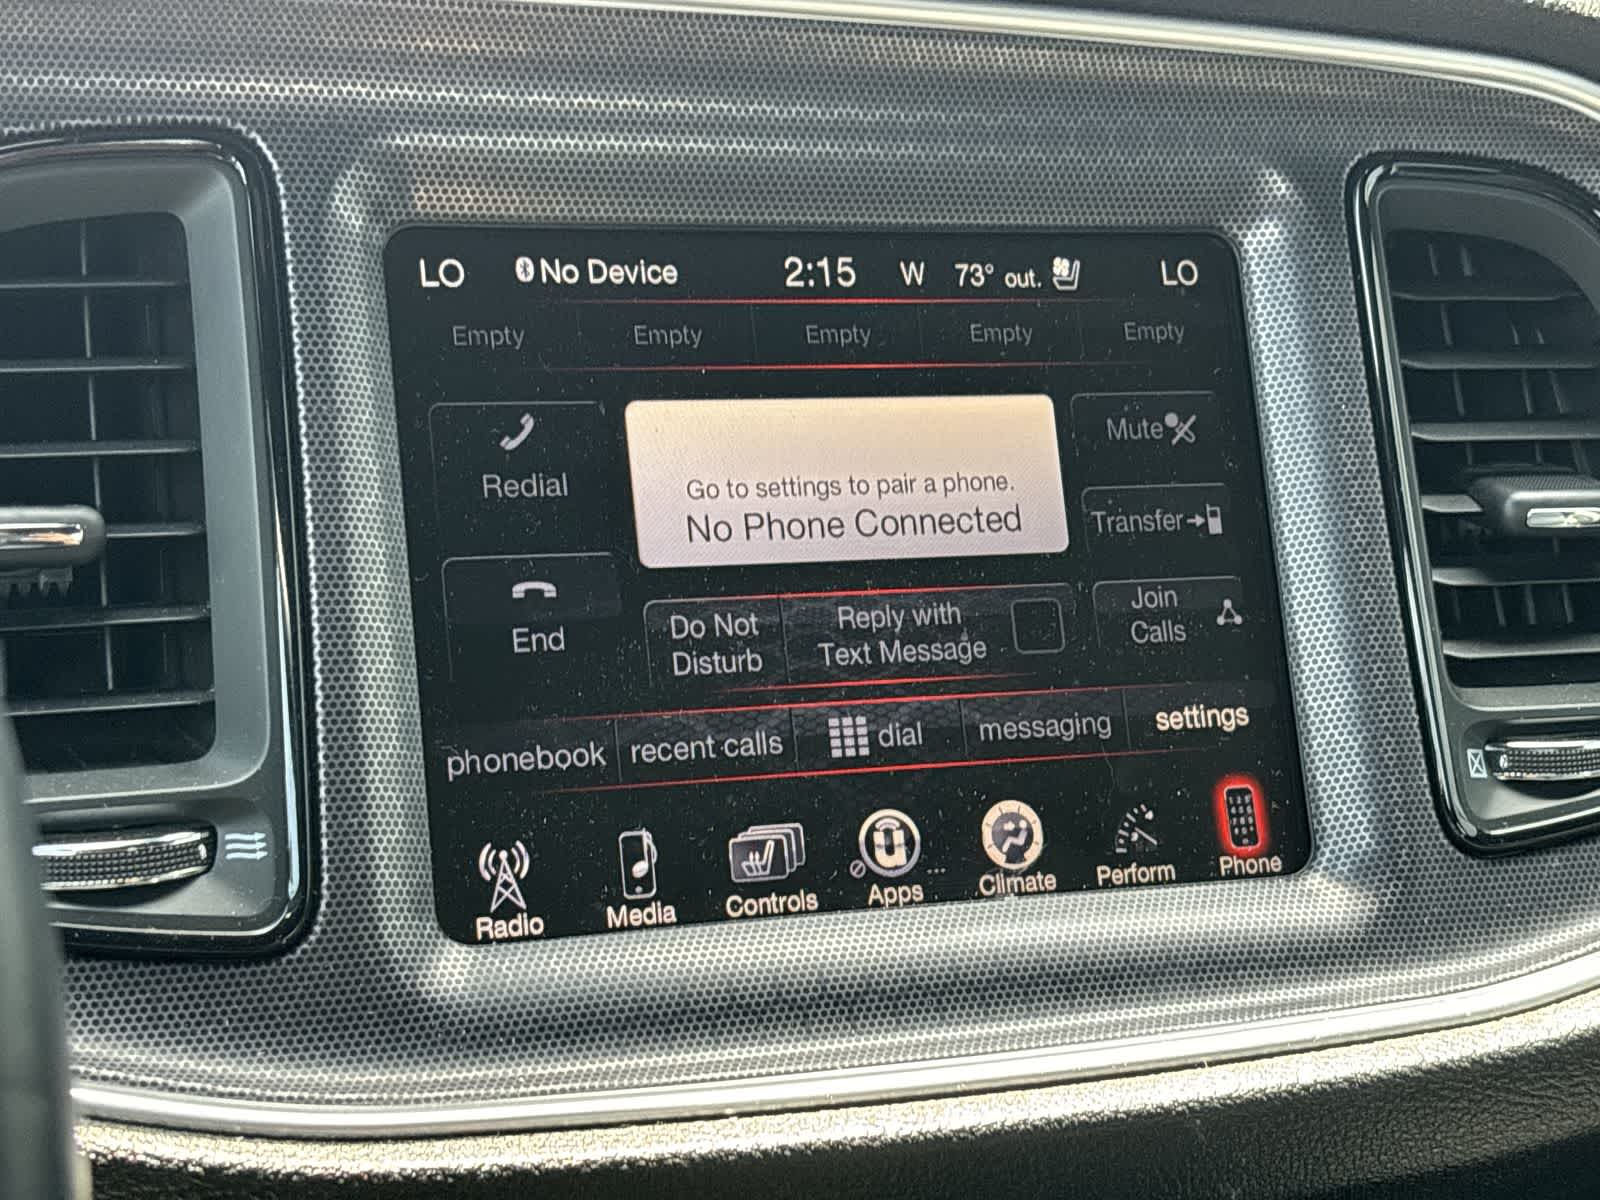 LO No Device 2:15 W 73° out. LO
Empty Empty Empty Empty Empty
Redial
Go to settings to pair a phone.
No Phone Connected
Mute
Transfer
End
Do Not
Disturb
Reply with
Text Message
Join
Calls
phonebook recent calls dial messaging settings
Radio Media Controls Apps ... Climate Perform Phone